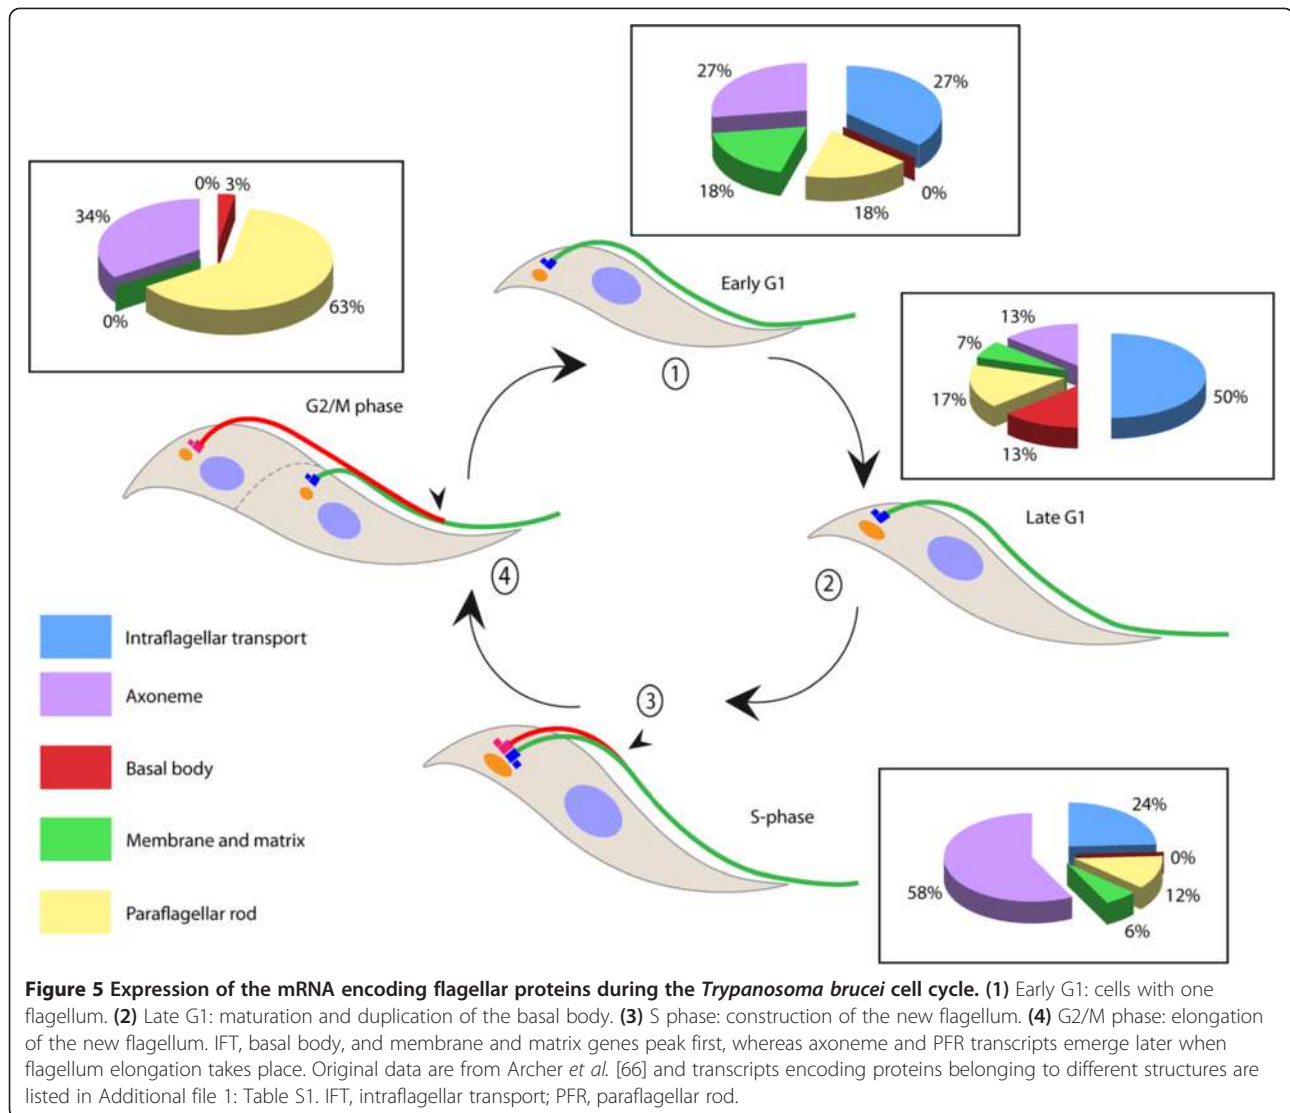 27%
27%
18%
18%
0%
0%
3%
34%
0%
63%
Early G1
1
13%
7%
17%
13%
50%
G2/M phase
Late G1
4
2
Intraflagellar transport
Axoneme
Basal body
Membrane and matrix
Paraflagellar rod
3
S-phase
24%
0%
12%
6%
58%
Figure 5 Expression of the mRNA encoding flagellar proteins during the Trypanosoma brucei cell cycle. (1) Early G1: cells with one
flagellum. (2) Late G1: maturation and duplication of the basal body. (3) S phase: construction of the new flagellum. (4) G2/M phase: elongation
of the new flagellum. IFT, basal body, and membrane and matrix genes peak first, whereas axoneme and PFR transcripts emerge later when
flagellum elongation takes place. Original data are from Archer et al. [66] and transcripts encoding proteins belonging to different structures are
listed in Additional file 1: Table S1. IFT, intraflagellar transport; PFR, paraflagellar rod.